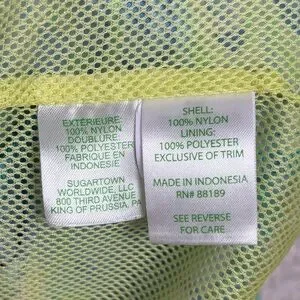 EXTÉRIEURE:
100% NYLON
DOUBLURE:
100% POLYESTER
FABRIQUE EN
INDONESIE
SUGARTOWN
WORLDWIDE, LLC
800 THIRD AVENUE
KING OF PRUSSIA, PA
SHELL:
100% NYLON
LINING:
100% POLYESTER
EXCLUSIVE OF TRIM
MADE IN INDONESIA
RN# 88189
SEE REVERSE
FOR CARE